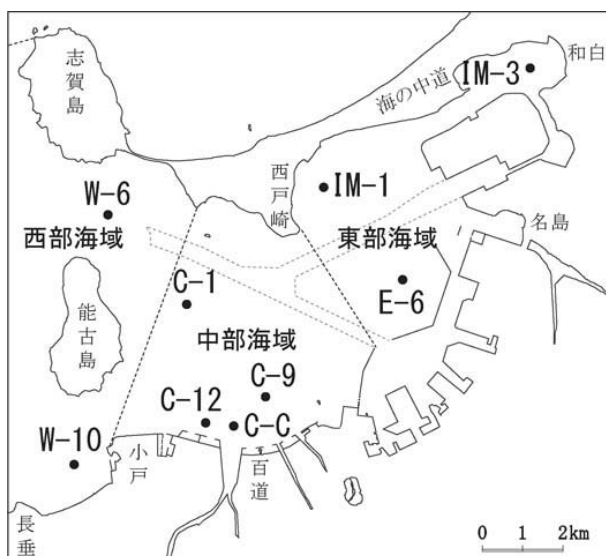 志賀島
海の中道
和白
IM-3
W-6
西戸崎
IM-1
西部海域
東部海域
名島
能古島
C-1
E-6
中部海域
C-9
C-12
C-C
W-10
小戸
百道
長垂
0 1 2km